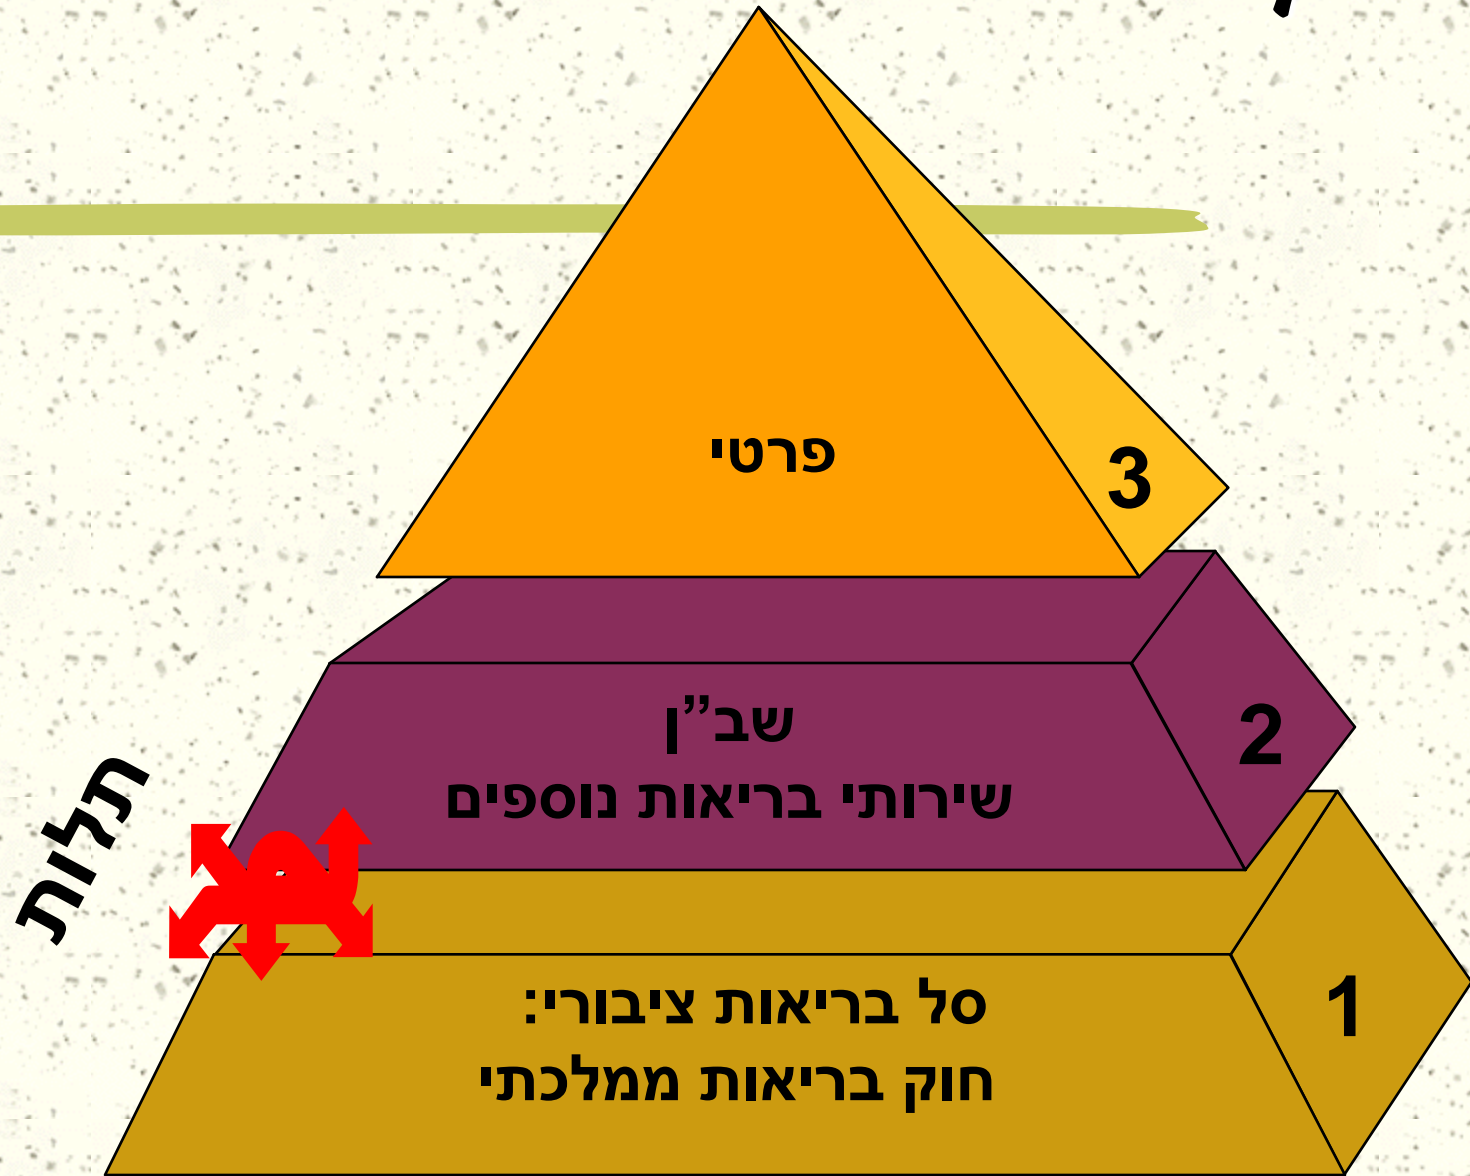 פרטי
3
שב”ן
שירותי בריאות נוספים
2
תלות
סל בריאות ציבורי:
חוק בריאות ממלכתי
1